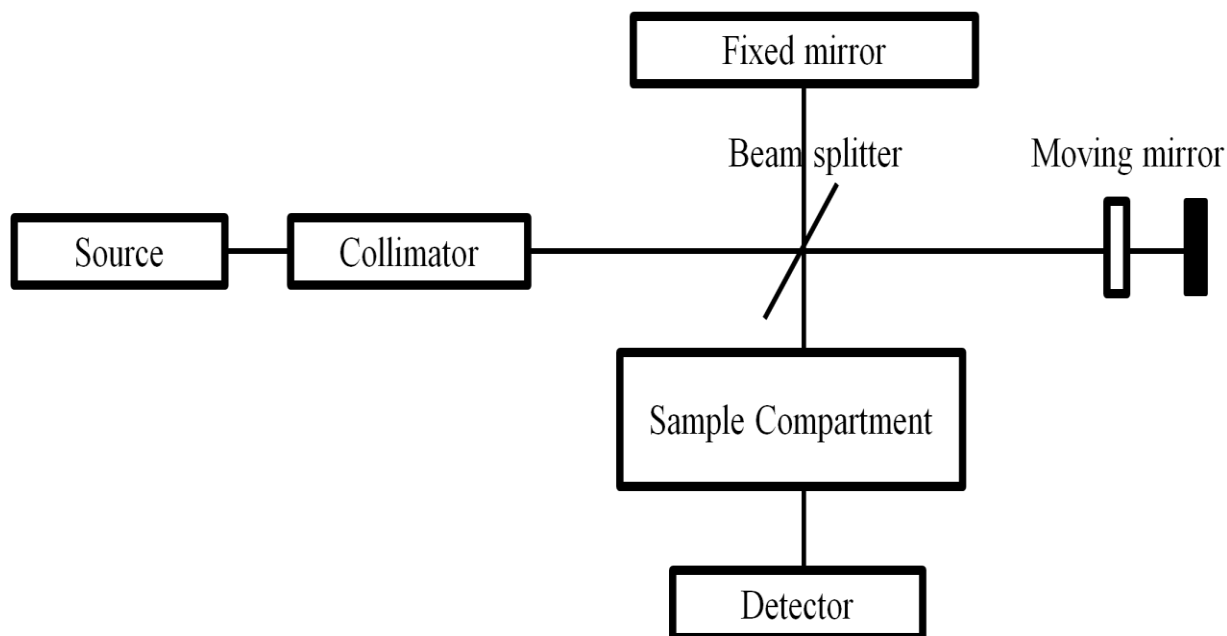 Fixed mirror
Beam splitter
Moving mirror
Source
Collimator
Sample Compartment
Detector